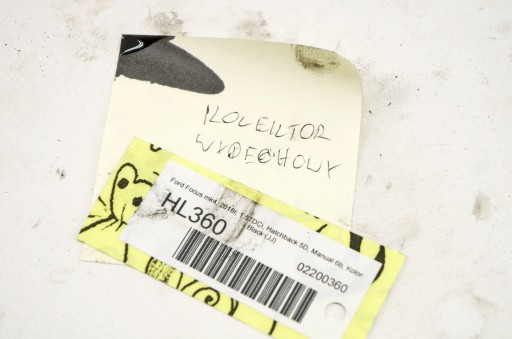 KOLEKTOR
WYDECHOWY
Ford Focus mk4, 2018r, 1.5TDCi, Hatchback 5D, Manual 6b, Kolor:
Black (JJ)
HL360
02200360